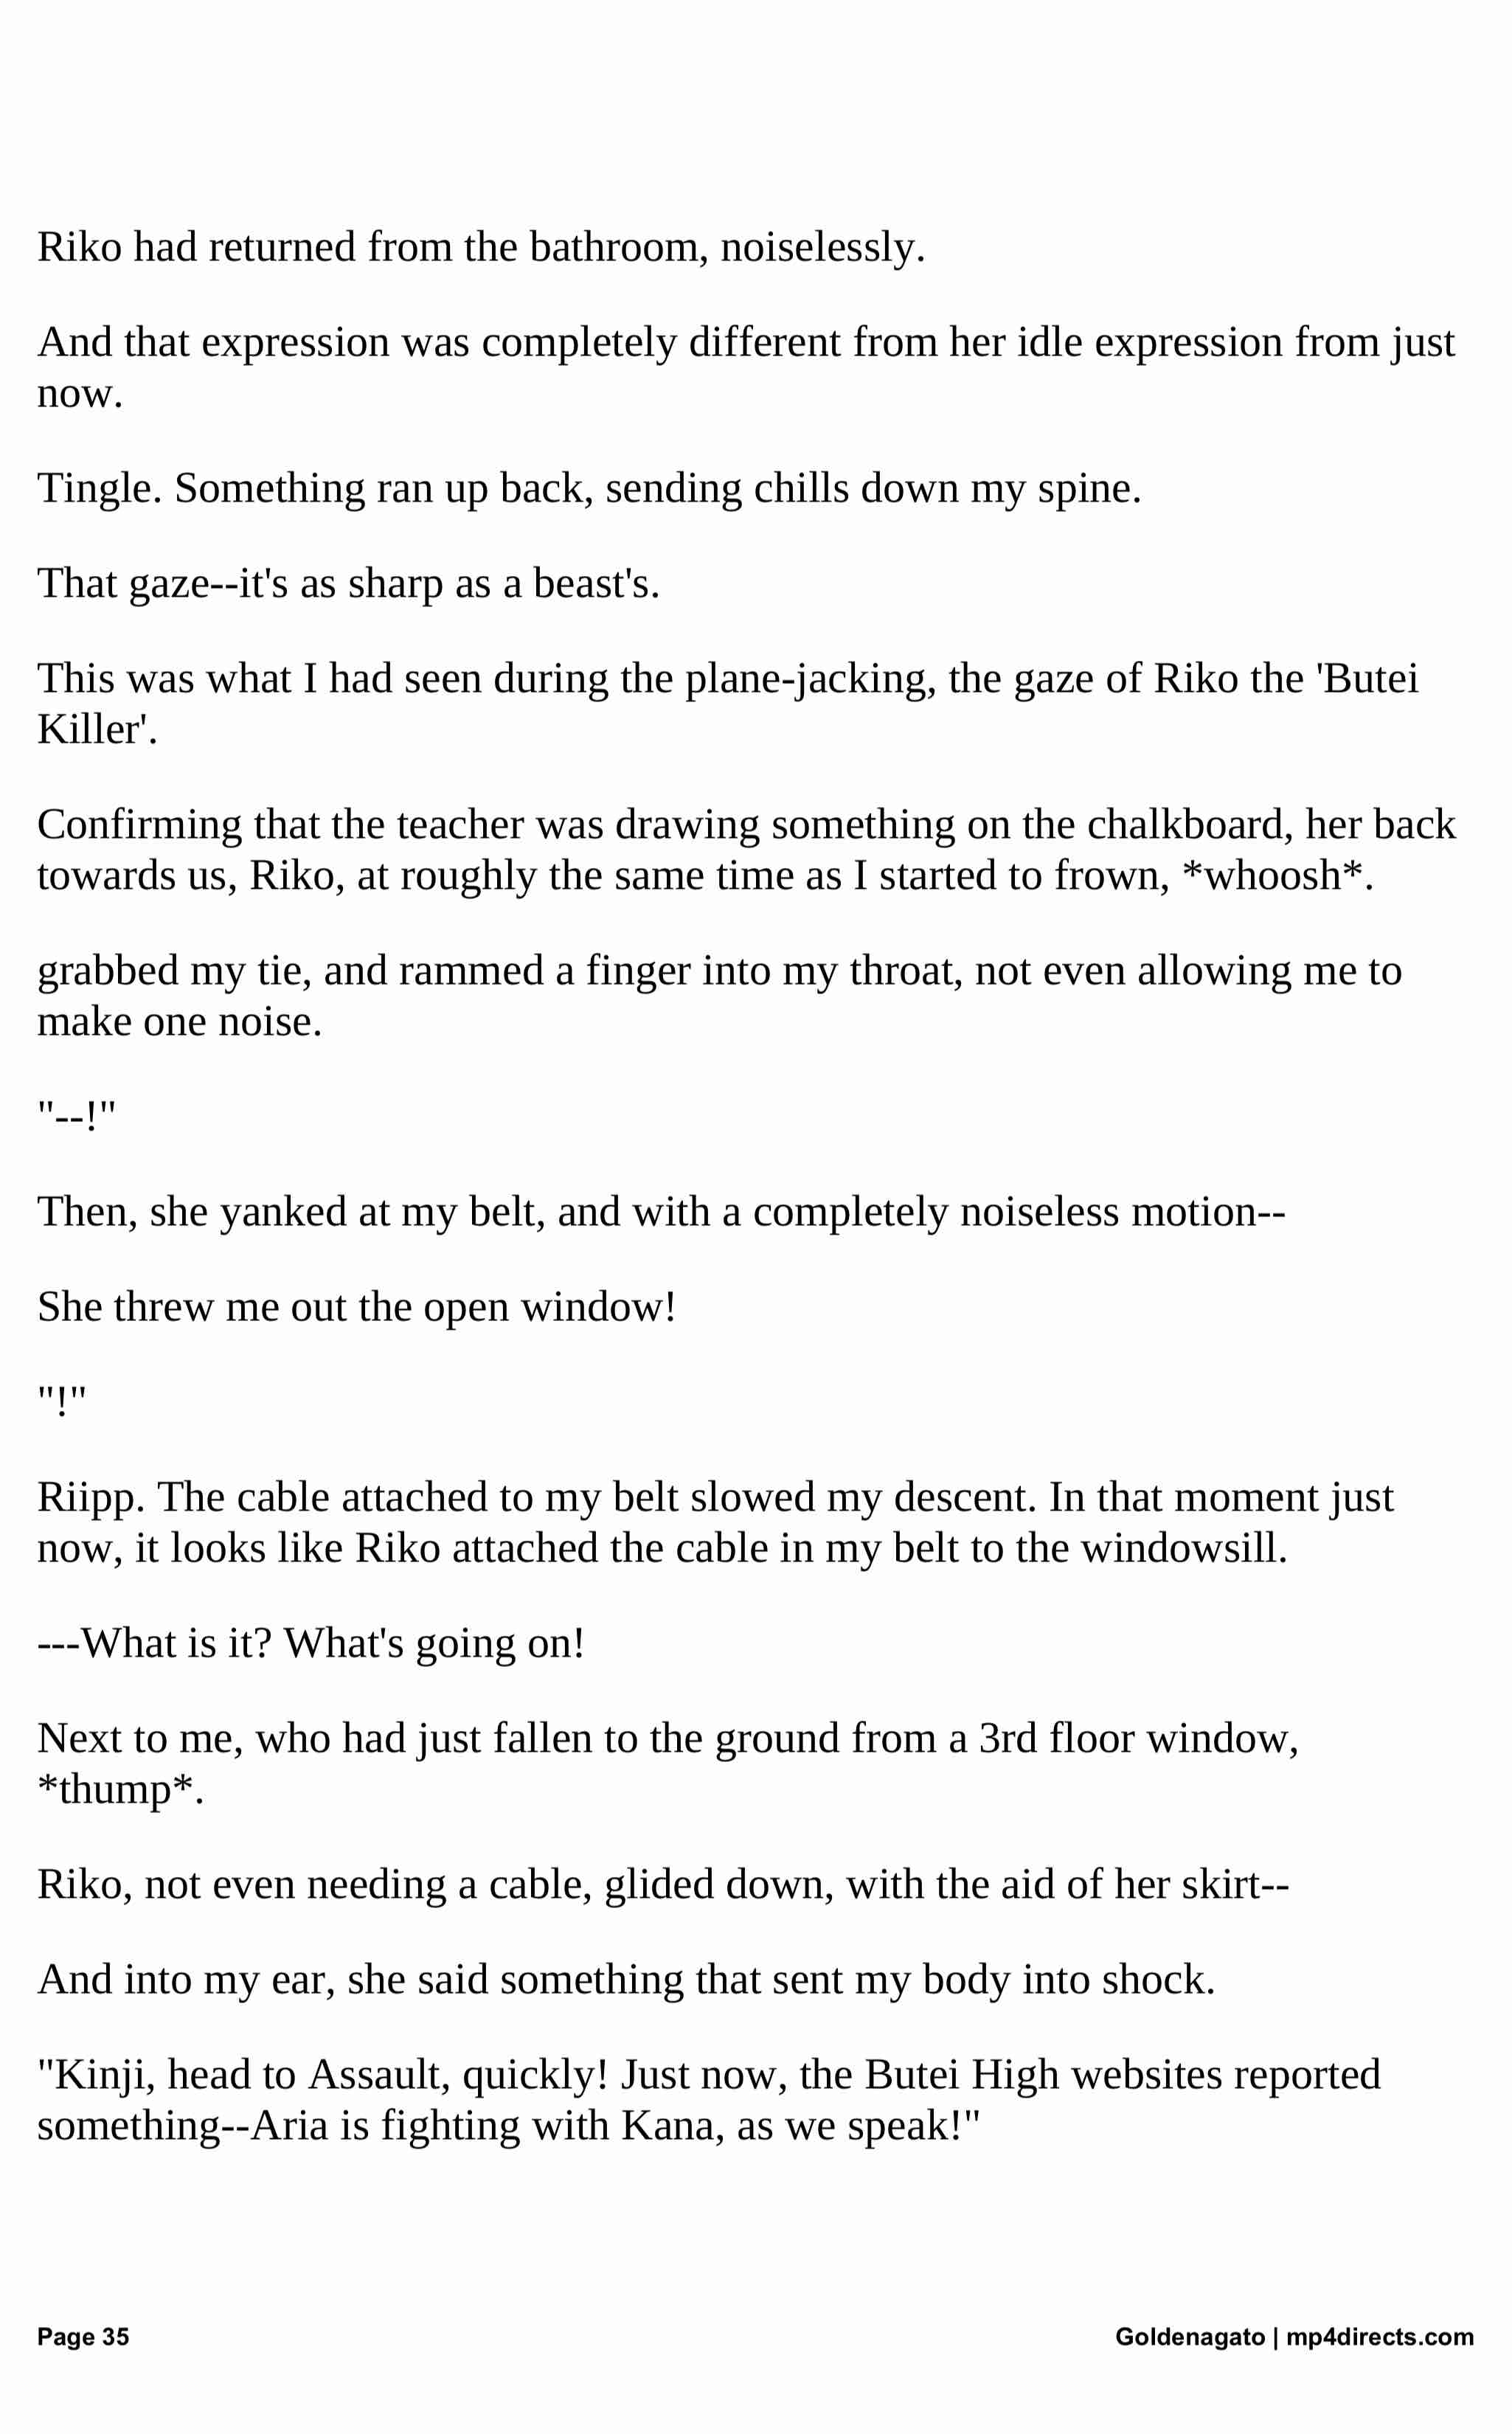 Riko had returned from the bathroom, noiselessly.
And that expression was completely different from her idle expression from just
now.
Tingle. Something ran up back, sending chills down my spine.
That gaze--it's as sharp as a beast's.
This was what I had seen during the plane-jacking, the gaze of Riko the 'Butei
Killer'.
Confirming that the teacher was drawing something on the chalkboard, her back
towards us, Riko, at roughly the same time as I started to frown, *whoosh*.
grabbed my tie, and rammed a finger into my throat, not even allowing me to
make one noise.
"--!"
Then, she yanked at my belt, and with a completely noiseless motion--
She threw me out the open window!
"!"
Riipp. The cable attached to my belt slowed my descent. In that moment just
now, it looks like Riko attached the cable in my belt to the windowsill.
---What is it? What's going on!
Next to me, who had just fallen to the ground from a 3rd floor window,
*thump*.
Riko, not even needing a cable, glided down, with the aid of her skirt--
And into my ear, she said something that sent my body into shock.
"Kinji, head to Assault, quickly! Just now, the Butei High websites reported
something--Aria is fighting with Kana, as we speak!"
Page 35
Goldenagato | mp4directs.com